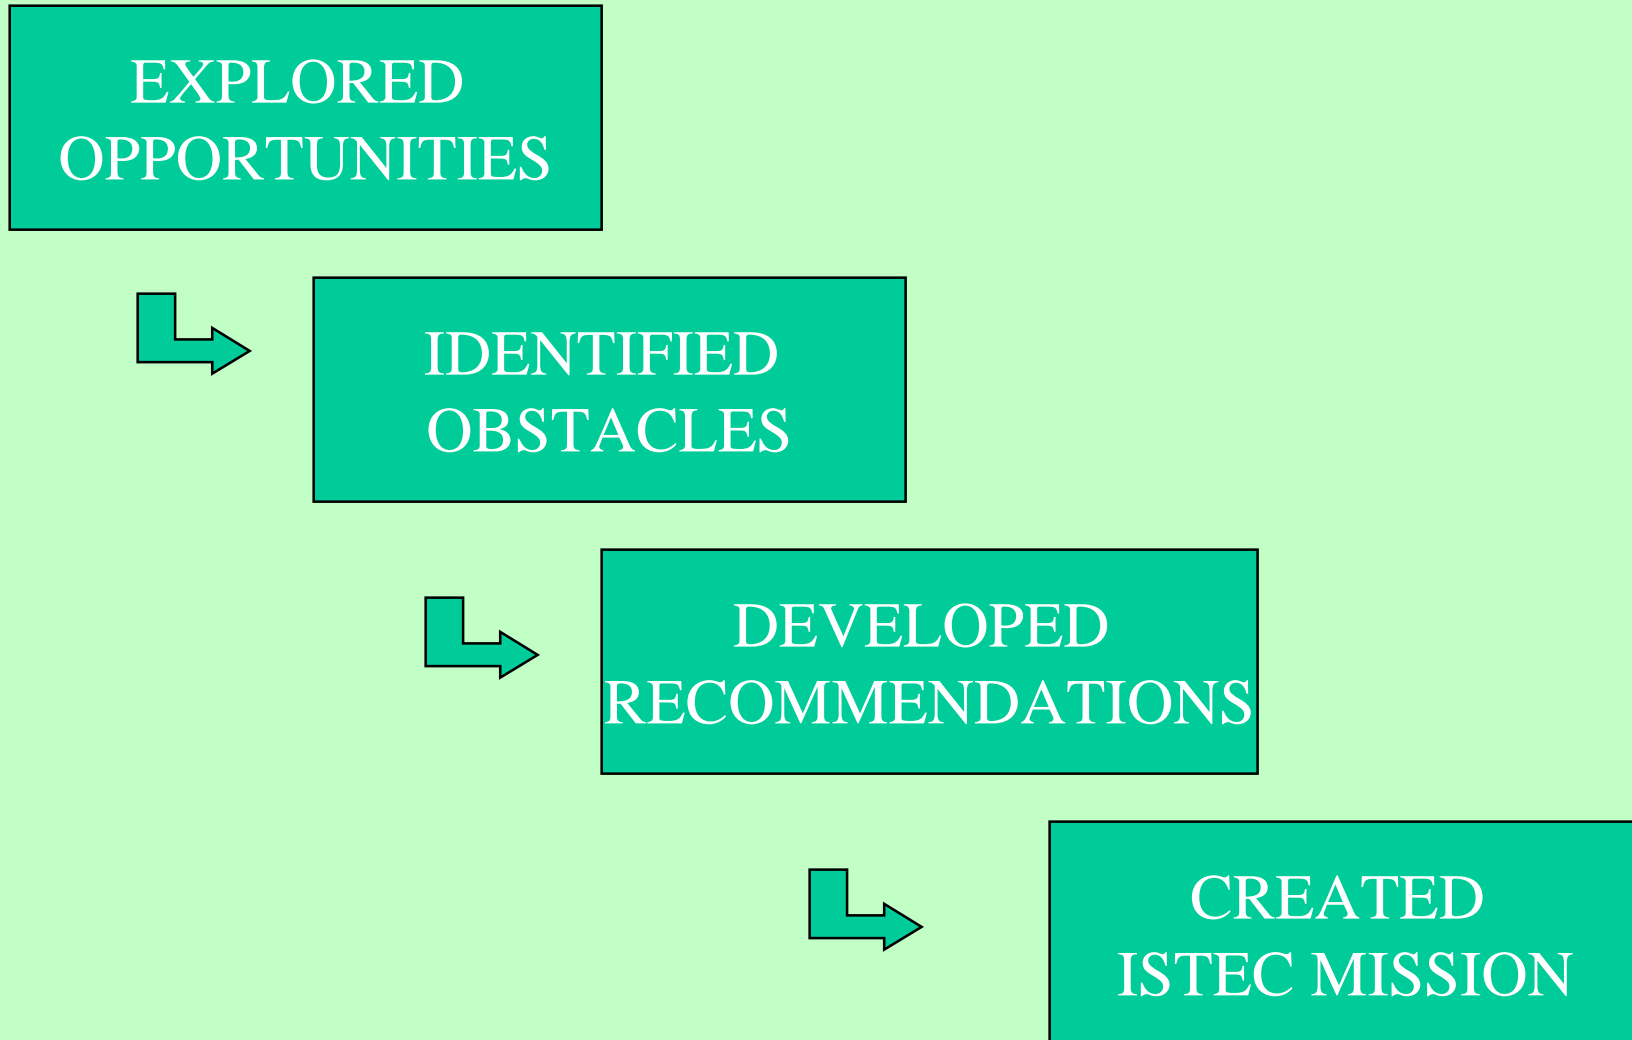 EXPLORED
OPPORTUNITIES
IDENTIFIED
OBSTACLES
DEVELOPED
RECOMMENDATIONS
CREATED
ISTEC MISSION